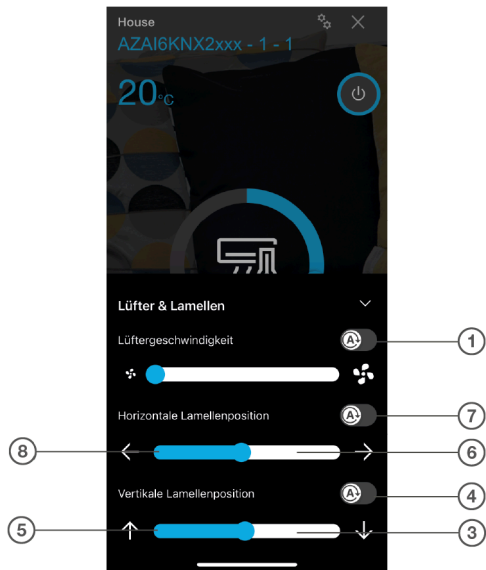 House
AZAI6KNX2xxx - 1 - 1
20°C
Lüfter & Lamellen
Lüftergeschwindigkeit
A
1
Horizontale Lamellenposition
A
7
8
6
Vertikale Lamellenposition
A
4
5
3